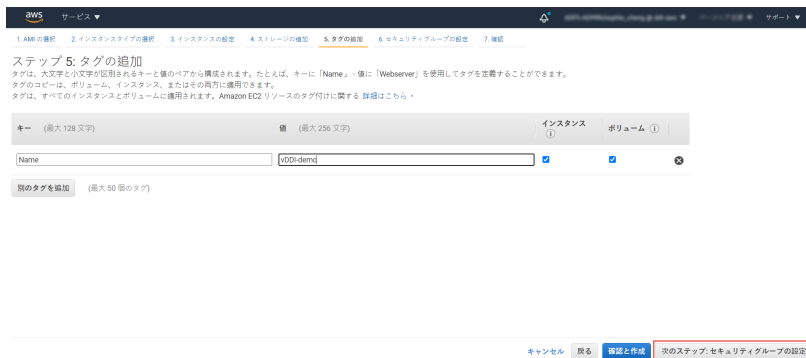 aws サービス サポート
1. AMI の選択 2. インスタンスタイプの選択 3. インスタンスの設定 4. ストレージの追加 5. タグの追加 6. セキュリティグループの設定 7. 確認
ステップ 5: タグの追加
タグは、大文字と小文字が区別されるキーと値のペアから構成されます。たとえば、キーに「Name」・値に「Webserver」を使用してタグを定義することができます。
タグのコピーは、ボリューム、インスタンス、またはその両方に適用できます。
タグは、すべてのインスタンスとボリュームに適用されます。Amazon EC2 リソースのタグ付けに関する 詳細はこちら。
キー (最大 128 文字) 値 (最大 256 文字) インスタンス ボリューム
Name vDDI-demo
別のタグを追加 (最大 50 個のタグ)
キャンセル 戻る 確認と作成 次のステップ: セキュリティグループの設定